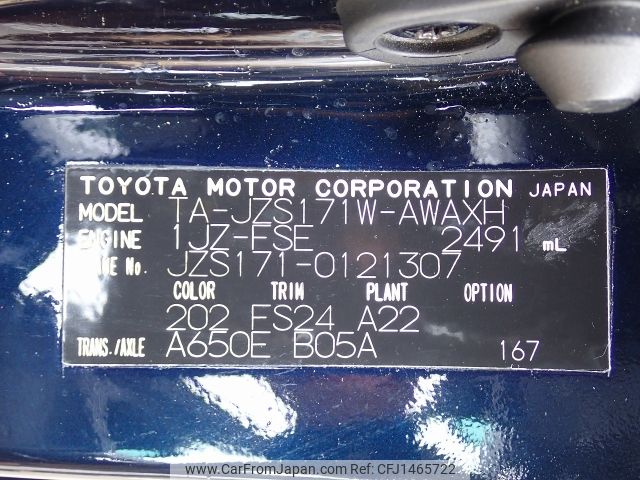 TOYOTA MOTOR CORPORATION JAPAN
MODEL TA-JZS171W-AWAXH
ENGINE 1JZ-FSE 2491 mL
FRAME No. JZS171-0121307
COLOR TRIM PLANT OPTION
202 FS24 A22
TRANS./AXLE A650E B05A 167
www.CarFromJapan.com - CFJ1465722